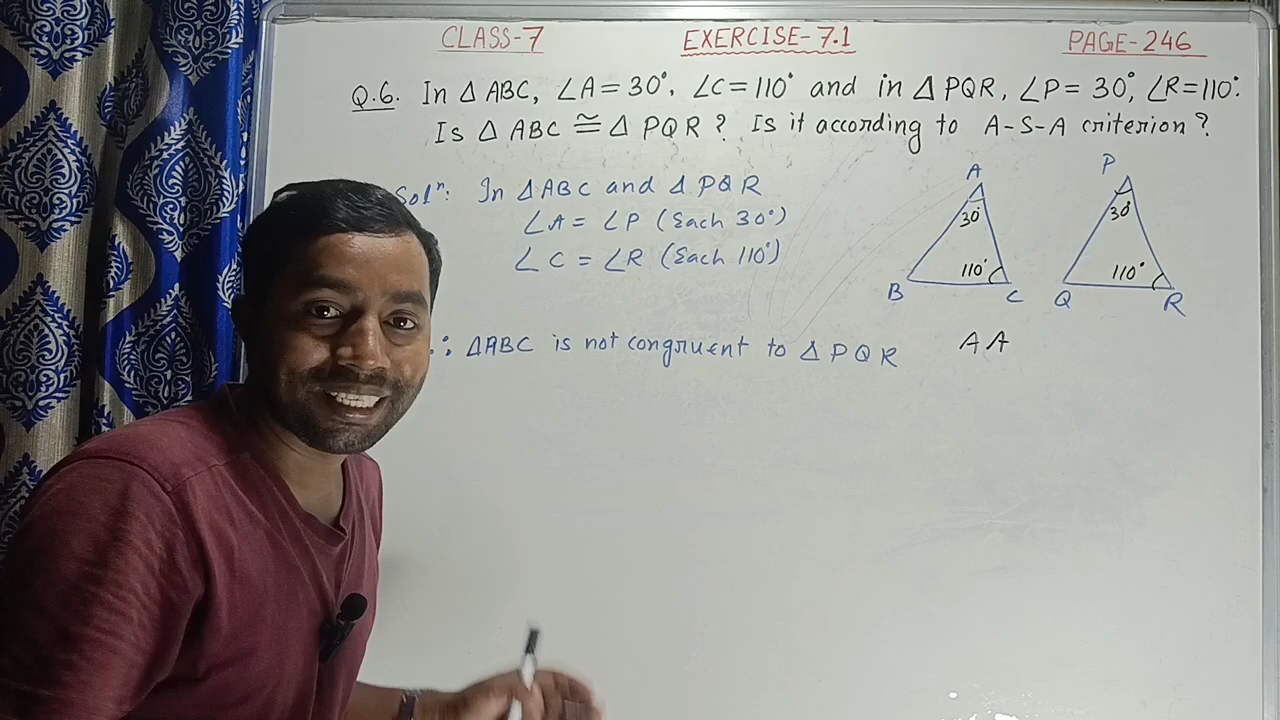 CLASS-7 EXERCISE-7.1 PAGE-246
Q.6. In Δ ABC, ∠A = 30°, ∠C = 110° and in Δ PQR, ∠P = 30°, ∠R = 110°.
Is Δ ABC ≅ Δ PQR ? Is it according to A-S-A criterion ?
Solⁿ: In ΔABC and Δ PQR
∠A = ∠P (Each 30°)
∠C = ∠R (Each 110°)
∴ ΔABC is not congruent to Δ PQR
A A
A
30°
110°
B
C
P
30°
110°
Q
R